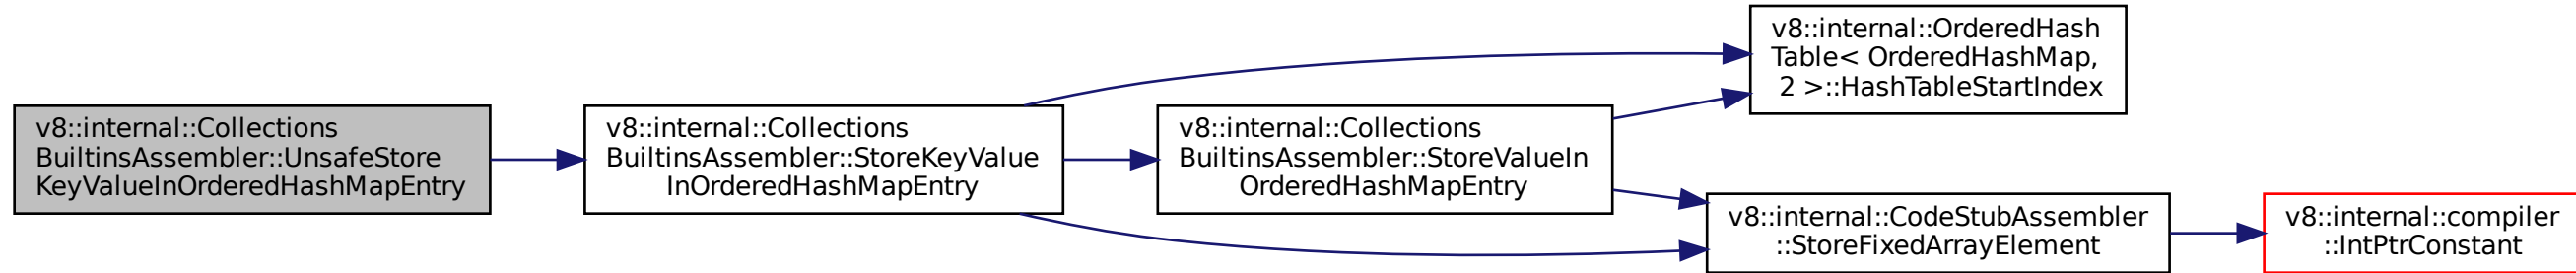 v8::internal::Collections
BuiltinsAssembler::UnsafeStore
KeyValueInOrderedHashMapEntry
v8::internal::Collections
BuiltinsAssembler::StoreKeyValue
InOrderedHashMapEntry
v8::internal::Collections
BuiltinsAssembler::StoreValueIn
OrderedHashMapEntry
v8::internal::OrderedHash
Table< OrderedHashMap,
2 >::HashTableStartIndex
v8::internal::CodeStubAssembler
::StoreFixedArrayElement
v8::internal::compiler
::IntPtrConstant